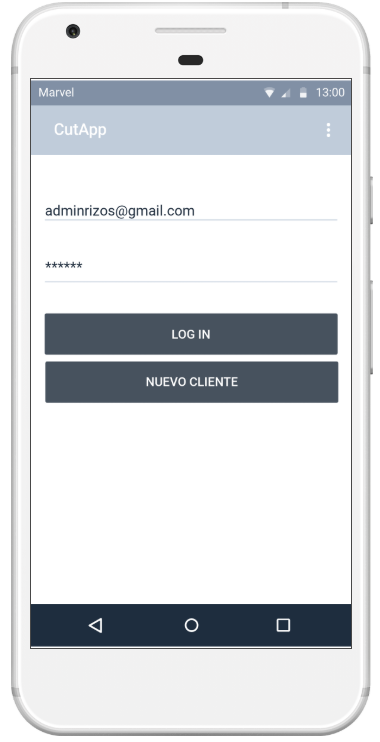 Marvel 13:00
CutApp
adminrizos@gmail.com
******
LOG IN
NUEVO CLIENTE